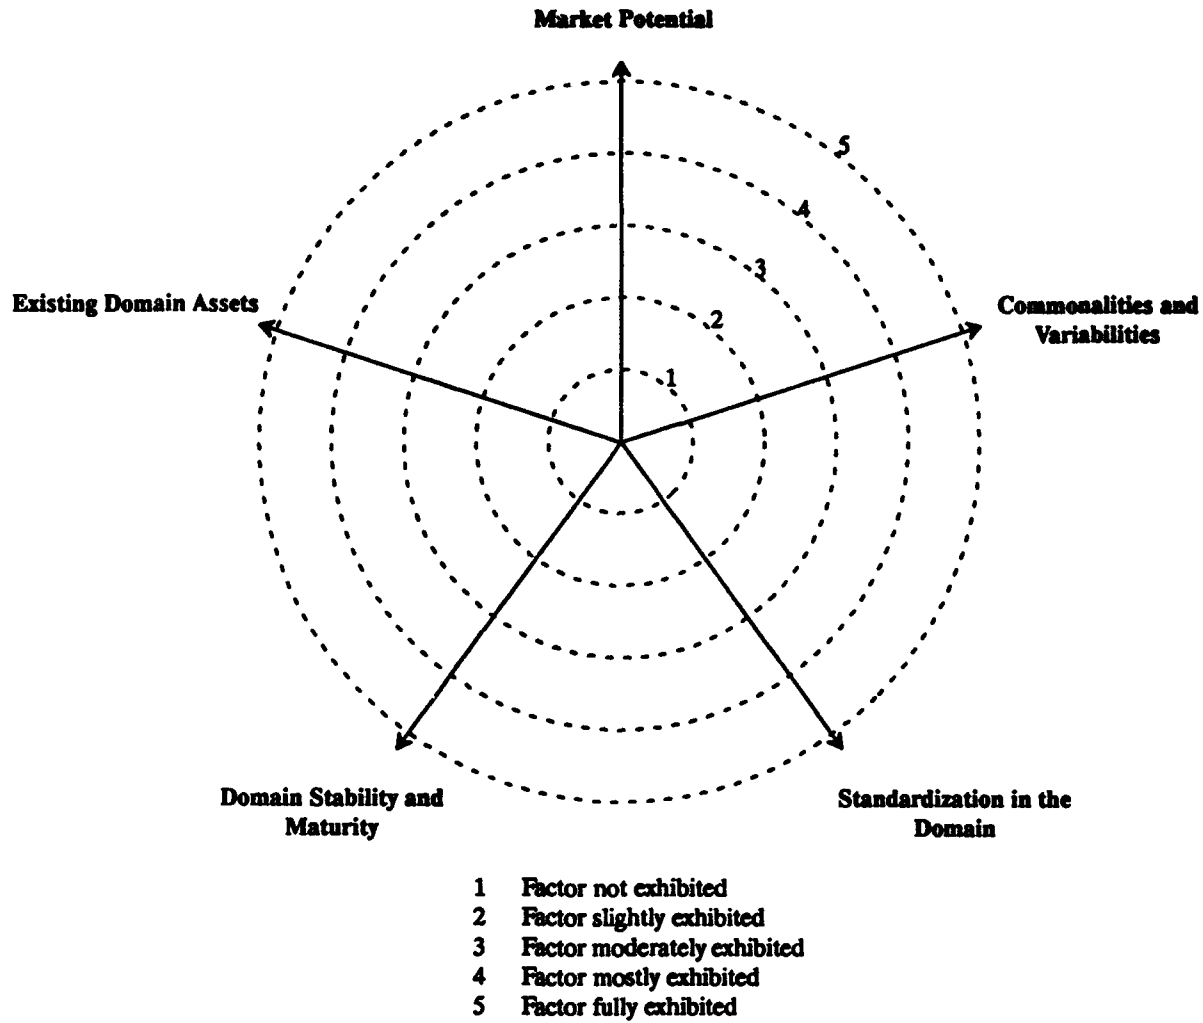 Market Potential
5
4
3
2
1
Existing Domain Assets
Commonalities and
Variabilities
Domain Stability and
Maturity
Standardization in the
Domain
1 Factor not exhibited
2 Factor slightly exhibited
3 Factor moderately exhibited
4 Factor mostly exhibited
5 Factor fully exhibited